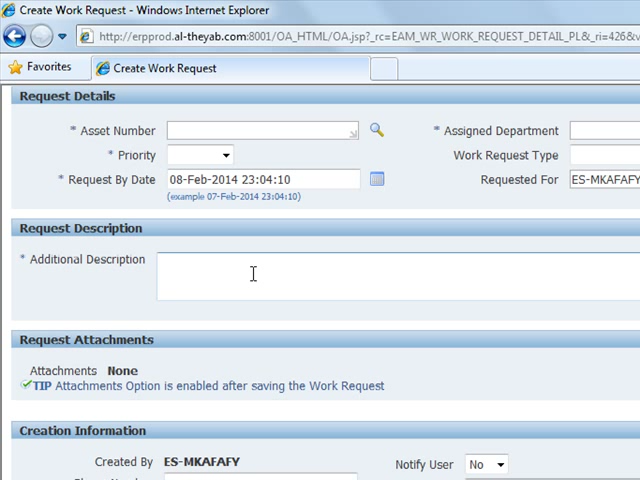 Create Work Request - Windows Internet Explorer
http://erpprod.al-theyab.com:8001/OA_HTML/OA.jsp?_rc=EAM_WR_WORK_REQUEST_DETAIL_PL&_ri=426&
Favorites Create Work Request
Request Details
* Asset Number * Assigned Department
* Priority Work Request Type
* Request By Date 08-Feb-2014 23:04:10 Requested For ES-MKAFAFY
(example 07-Feb-2014 23:04:10)
Request Description
* Additional Description
Request Attachments
Attachments None
TIP Attachments Option is enabled after saving the Work Request
Creation Information
Created By ES-MKAFAFY Notify User No